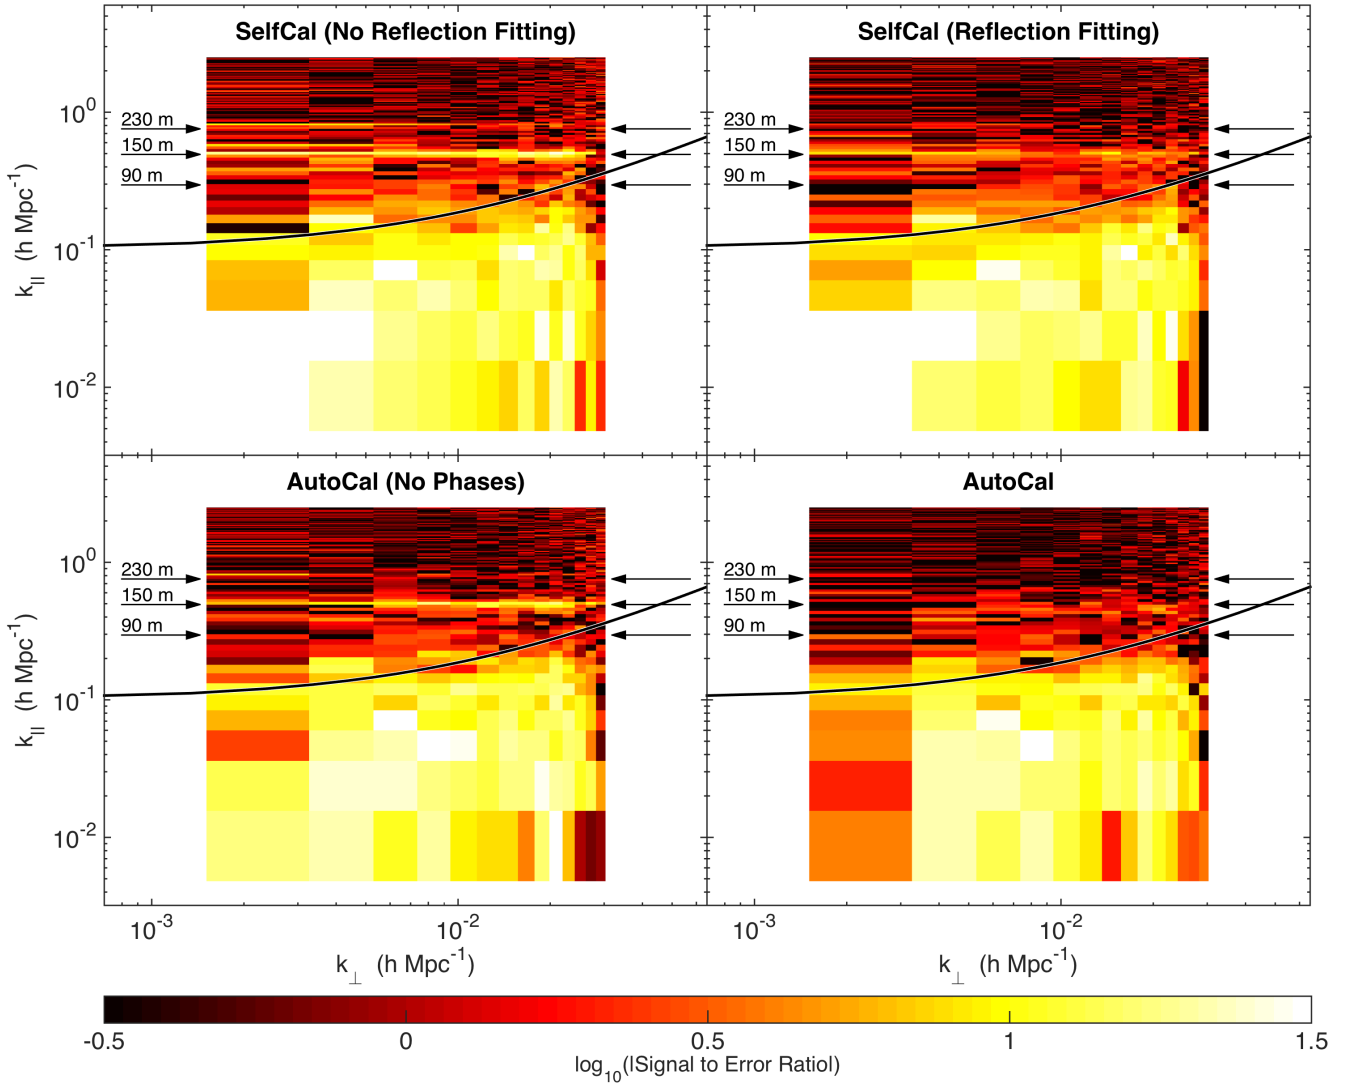 SelfCal (No Reflection Fitting)
SelfCal (Reflection Fitting)
10^0
10^-1
10^-2
k_|| (h Mpc^-1)
230 m
150 m
90 m
230 m
150 m
90 m
AutoCal (No Phases)
AutoCal
10^0
10^-1
10^-2
k_|| (h Mpc^-1)
230 m
150 m
90 m
230 m
150 m
90 m
10^-3
10^-2
10^-3
10^-2
k_⊥ (h Mpc^-1)
k_⊥ (h Mpc^-1)
-0.5
0
0.5
1
1.5
log_10(|Signal to Error Ratio|)